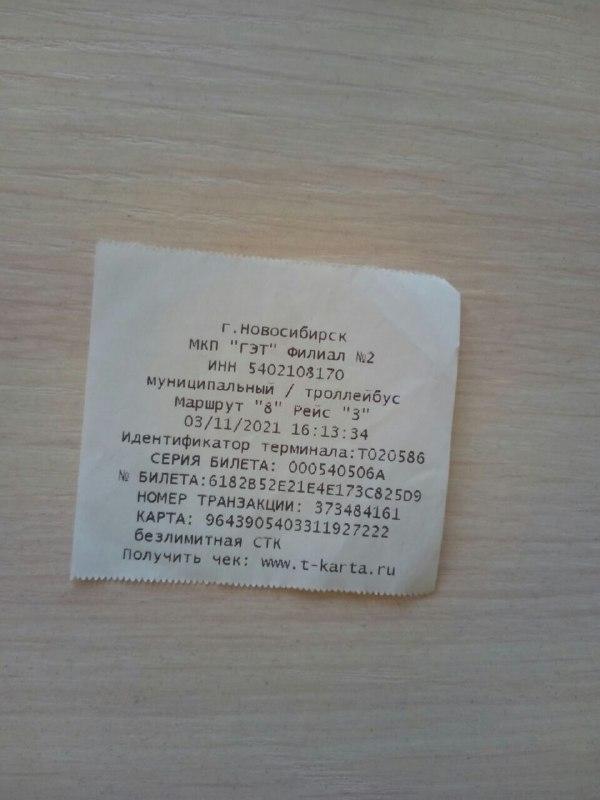 г.Новосибирск
МКП "ГЭТ" Филиал №2
ИНН 5402108170
муниципальный / троллейбус
Маршрут "8" Рейс "3"
03/11/2021 16:13:34
Идентификатор терминала:Т020586
СЕРИЯ БИЛЕТА: 000540506А
№ БИЛЕТА:6182B52E21E4E173C825D9
НОМЕР ТРАНЗАКЦИИ: 373484161
КАРТА: 9643905403311927222
безлимитная СТК
Получить чек: www.t-karta.ru